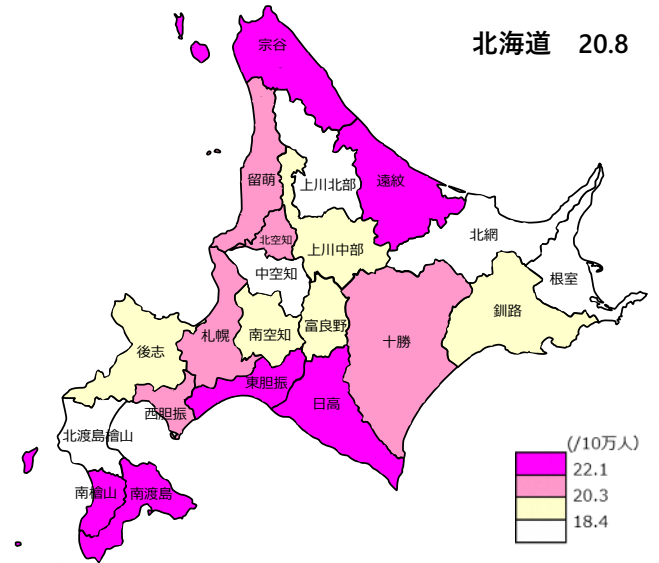 北海道　20.8
宗谷
留萌
上川北部
遠紋
北網
北空知
上川中部
中空知
根室
釧路
札幌
南空知
富良野
十勝
後志
東胆振
日高
西胆振
北渡島檜山
南檜山
南渡島
(/10万人)
22.1
20.3
18.4